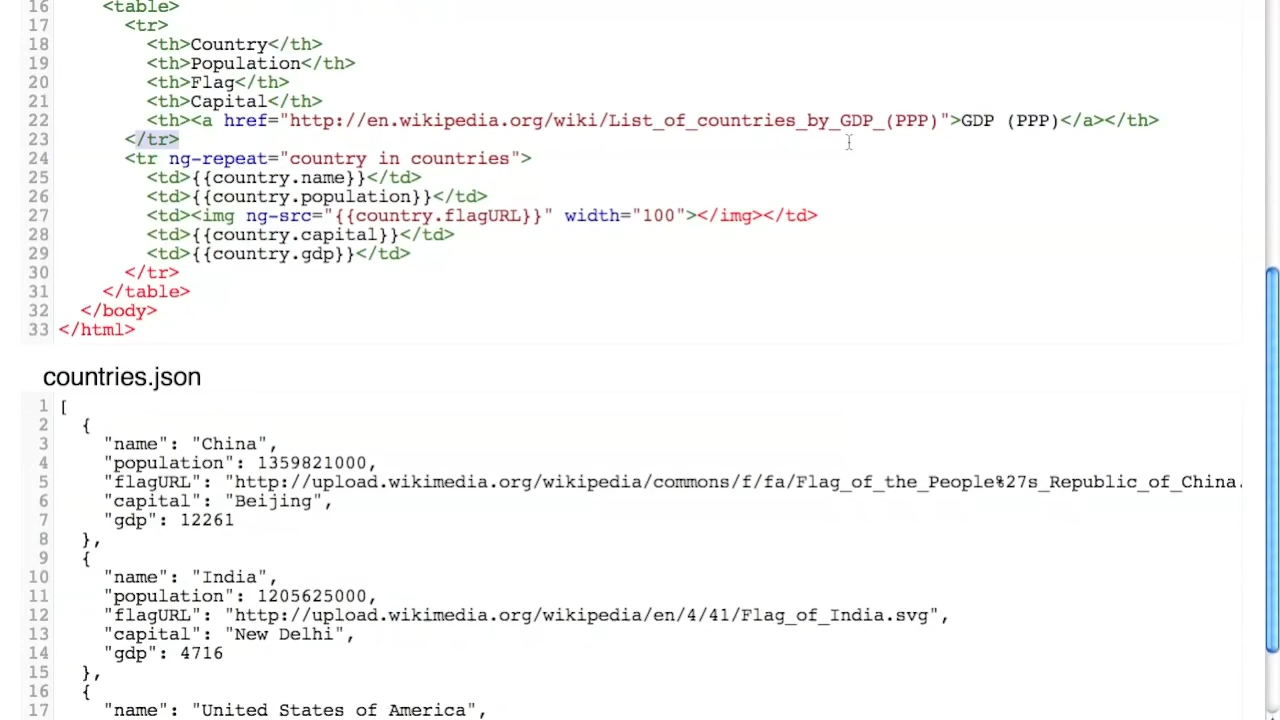 16 <table>
17 <tr>
18 <th>Country</th>
19 <th>Population</th>
20 <th>Flag</th>
21 <th>Capital</th>
22 <th><a href="http://en.wikipedia.org/wiki/List_of_countries_by_GDP_(PPP)">GDP (PPP)</a></th>
23 </tr>
24 <tr ng-repeat="country in countries">
25 <td>{{country.name}}</td>
26 <td>{{country.population}}</td>
27 <td><img ng-src="{{country.flagURL}}" width="100"></img></td>
28 <td>{{country.capital}}</td>
29 <td>{{country.gdp}}</td>
30 </tr>
31 </table>
32 </body>
33 </html>
countries.json
1 [
2 {
3 "name": "China",
4 "population": 1359821000,
5 "flagURL": "http://upload.wikimedia.org/wikipedia/commons/f/fa/Flag_of_the_People%27s_Republic_of_China.
6 "capital": "Beijing",
7 "gdp": 12261
8 },
9 {
10 "name": "India",
11 "population": 1205625000,
12 "flagURL": "http://upload.wikimedia.org/wikipedia/en/4/41/Flag_of_India.svg",
13 "capital": "New Delhi",
14 "gdp": 4716
15 },
16 {
17 "name": "United States of America",